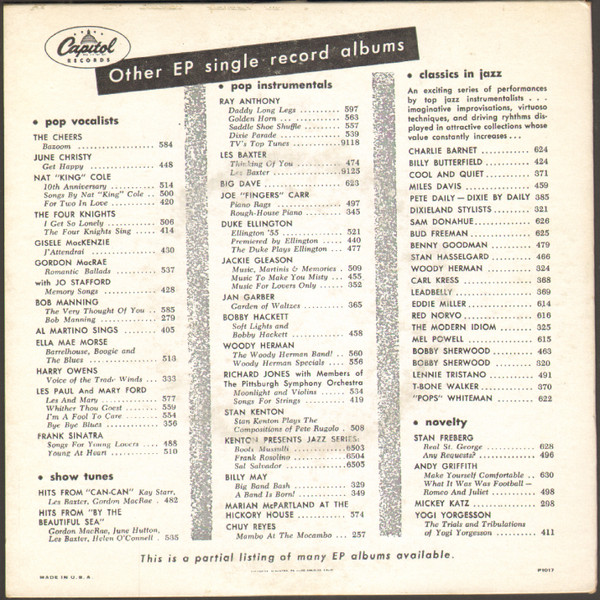 Capitol
RECORDS
Other EP single record albums
• pop vocalists
THE CHEERS
Bazoom .......... 584
JUNE CHRISTY
Get Happy .......... 448
NAT "KING" COLE
10th Anniversary .......... 514
Songs By Nat "King" Cole .. 500
For Two In Love .......... 420
THE FOUR KNIGHTS
I Get So Lonely .......... 506
The Four Knights Sing .... 414
GISELE MacKENZIE
J'Attendrai .......... 430
GORDON MacRAE
Romantic Ballads .......... 537
with JO STAFFORD
Memory Songs .......... 428
BOB MANNING
The Very Thought Of You .. 585
Bob Manning .......... 279
AL MARTINO SINGS .......... 405
ELLA MAE MORSE
Barrelhouse, Boogie and
The Blues .......... 513
HARRY OWENS
Voice of the Trade Winds ... 333
LES PAUL AND MARY FORD
Les And Mary .......... 577
Whither Thou Goest .......... 559
I'm A Fool To Care .......... 554
Bye Bye Blues .......... 356
FRANK SINATRA
Songs For Young Lovers .... 488
Young At Heart .......... 510
• show tunes
HITS FROM "CAN-CAN" Kay Starr,
Les Baxter, Gordon MacRae . 482
HITS FROM "BY THE
BEAUTIFUL SEA"
Gordon MacRae, June Hutton,
Les Baxter, Helen O'Connell . 535
• pop instrumentals
RAY ANTHONY
Daddy Long Legs .......... 597
Golden Horn .......... 563
Saddle Shoe Shuffle .......... 557
Dixie Parade .......... 539
TV's Top Tunes .......... 9118
LES BAXTER
Thinking Of You .......... 474
Les Baxter .......... 9125
BIG DAVE .......... 623
JOE "FINGERS" CARR
Piano Rags .......... 497
Rough-House Piano .......... 345
DUKE ELLINGTON
Ellington '55 .......... 521
Premiered by Ellington .......... 440
The Duke Plays Ellington .... 477
JACKIE GLEASON
Music, Martinis & Memories . 509
Music To Make You Misty ... 455
Music For Lovers Only .... 352
JAN GARBER
Garden of Waltzes .......... 365
BOBBY HACKETT
Soft Lights and
Bobby Hackett .......... 458
WOODY HERMAN
The Woody Herman Band! .. 560
Woody Herman Specials .... 556
RICHARD JONES with Members of
The Pittsburgh Symphony Orchestra
Moonlight and Violins .... 534
Songs For Strings .......... 419
STAN KENTON
Stan Kenton Plays The
Compositions of Pete Rugolo . 508
KENTON PRESENTS JAZZ SERIES:
Boots Mussulli .......... 6503
Frank Rosolino .......... 6504
Sal Salvador .......... 6505
BILLY MAY
Big Band Bash .......... 329
A Band Is Born! .......... 349
MARIAN McPARTLAND AT THE
HICKORY HOUSE .......... 574
CHUY REYES
Mambo At The Mocambo ... 257
• classics in jazz
An exciting series of performances
by top jazz instrumentalists . . .
imaginative improvisations, virtuoso
techniques, and driving ryhthms dis-
played in attractive collections whose
value constantly increases . . .
CHARLIE BARNET .......... 624
BILLY BUTTERFIELD .......... 424
COOL AND QUIET .......... 371
MILES DAVIS .......... 459
PETE DAILY – DIXIE BY DAILY 385
DIXIELAND STYLISTS .......... 321
SAM DONAHUE .......... 626
BUD FREEMAN .......... 625
BENNY GOODMAN .......... 479
STAN HASSELGARD .......... 466
WOODY HERMAN .......... 324
CARL KRESS .......... 368
LEADBELLY .......... 369
EDDIE MILLER .......... 614
RED NORVO .......... 616
THE MODERN IDIOM .......... 325
MEL POWELL .......... 615
BOBBY SHERWOOD .......... 463
BOBBY SHERWOOD .......... 320
LENNIE TRISTANO .......... 491
T-BONE WALKER .......... 370
"POPS" WHITEMAN .......... 622
• novelty
STAN FREBERG
Real St. George .......... 628
Any Requests? .......... 496
ANDY GRIFFITH
Make Yourself Comfortable .. 630
What It Was Was Football –
Romeo And Juliet .......... 498
MICKEY KATZ .......... 298
YOGI YORGESSON
The Trials and Tribulations
of Yogi Yorgesson .......... 411
This is a partial listing of many EP albums available.
MADE IN U.S.A.
P1017